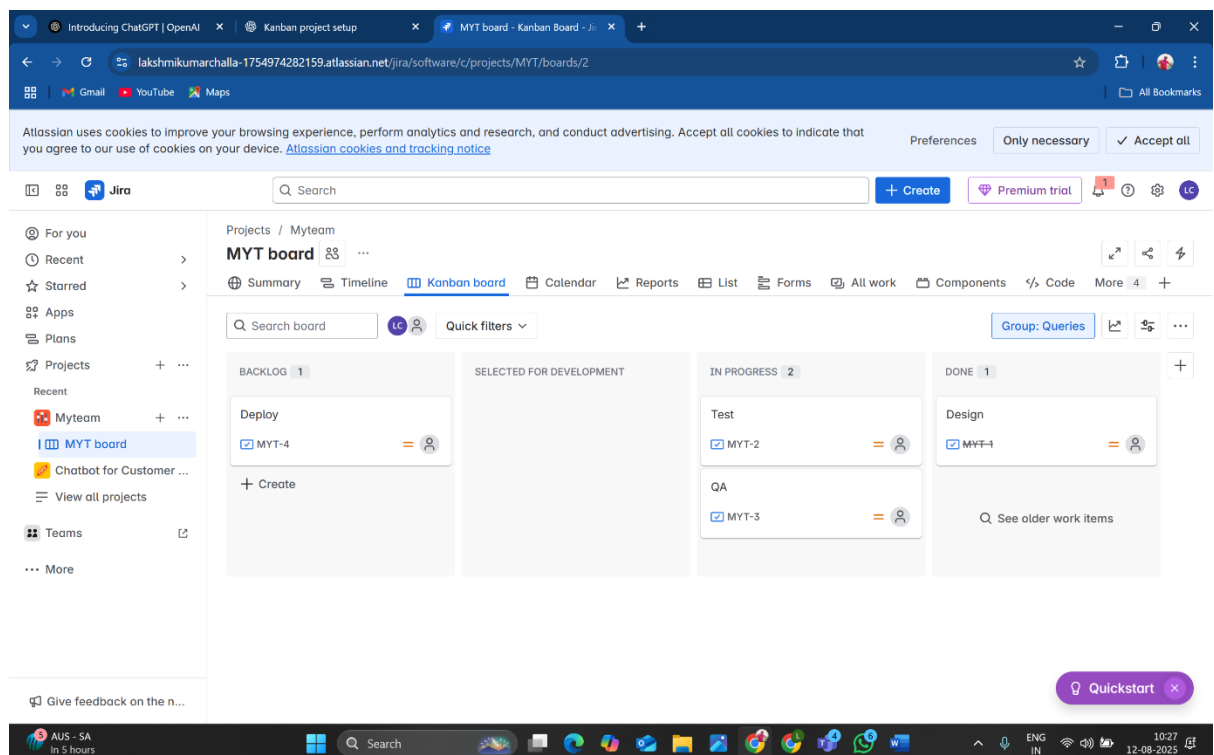 Introducing ChatGPT | OpenAI
Kanban project setup
MYT board - Kanban Board - Ji
lakshmikumarchalla-1754974282159.atlassian.net/jira/software/c/projects/MYT/boards/2
Gmail YouTube Maps All Bookmarks
Atlassian uses cookies to improve your browsing experience, perform analytics and research, and conduct advertising. Accept all cookies to indicate that
you agree to our use of cookies on your device. Atlassian cookies and tracking notice
Preferences Only necessary Accept all
Jira Search + Create Premium trial 1 LC
For you
Recent
Starred
Apps
Plans
Projects
Recent
Myteam
MYT board
Chatbot for Customer ...
View all projects
Teams
More
Give feedback on the n...
Projects / Myteam
MYT board
Summary Timeline Kanban board Calendar Reports List Forms All work Components Code More 4
Search board LC Quick filters Group: Queries
BACKLOG 1
Deploy
MYT-4
+ Create
SELECTED FOR DEVELOPMENT
IN PROGRESS 2
Test
MYT-2
QA
MYT-3
DONE 1
Design
MYT-1
See older work items
Quickstart
5 AUS - SA
In 5 hours
Search
6
ENG
IN
10:27
12-08-2025